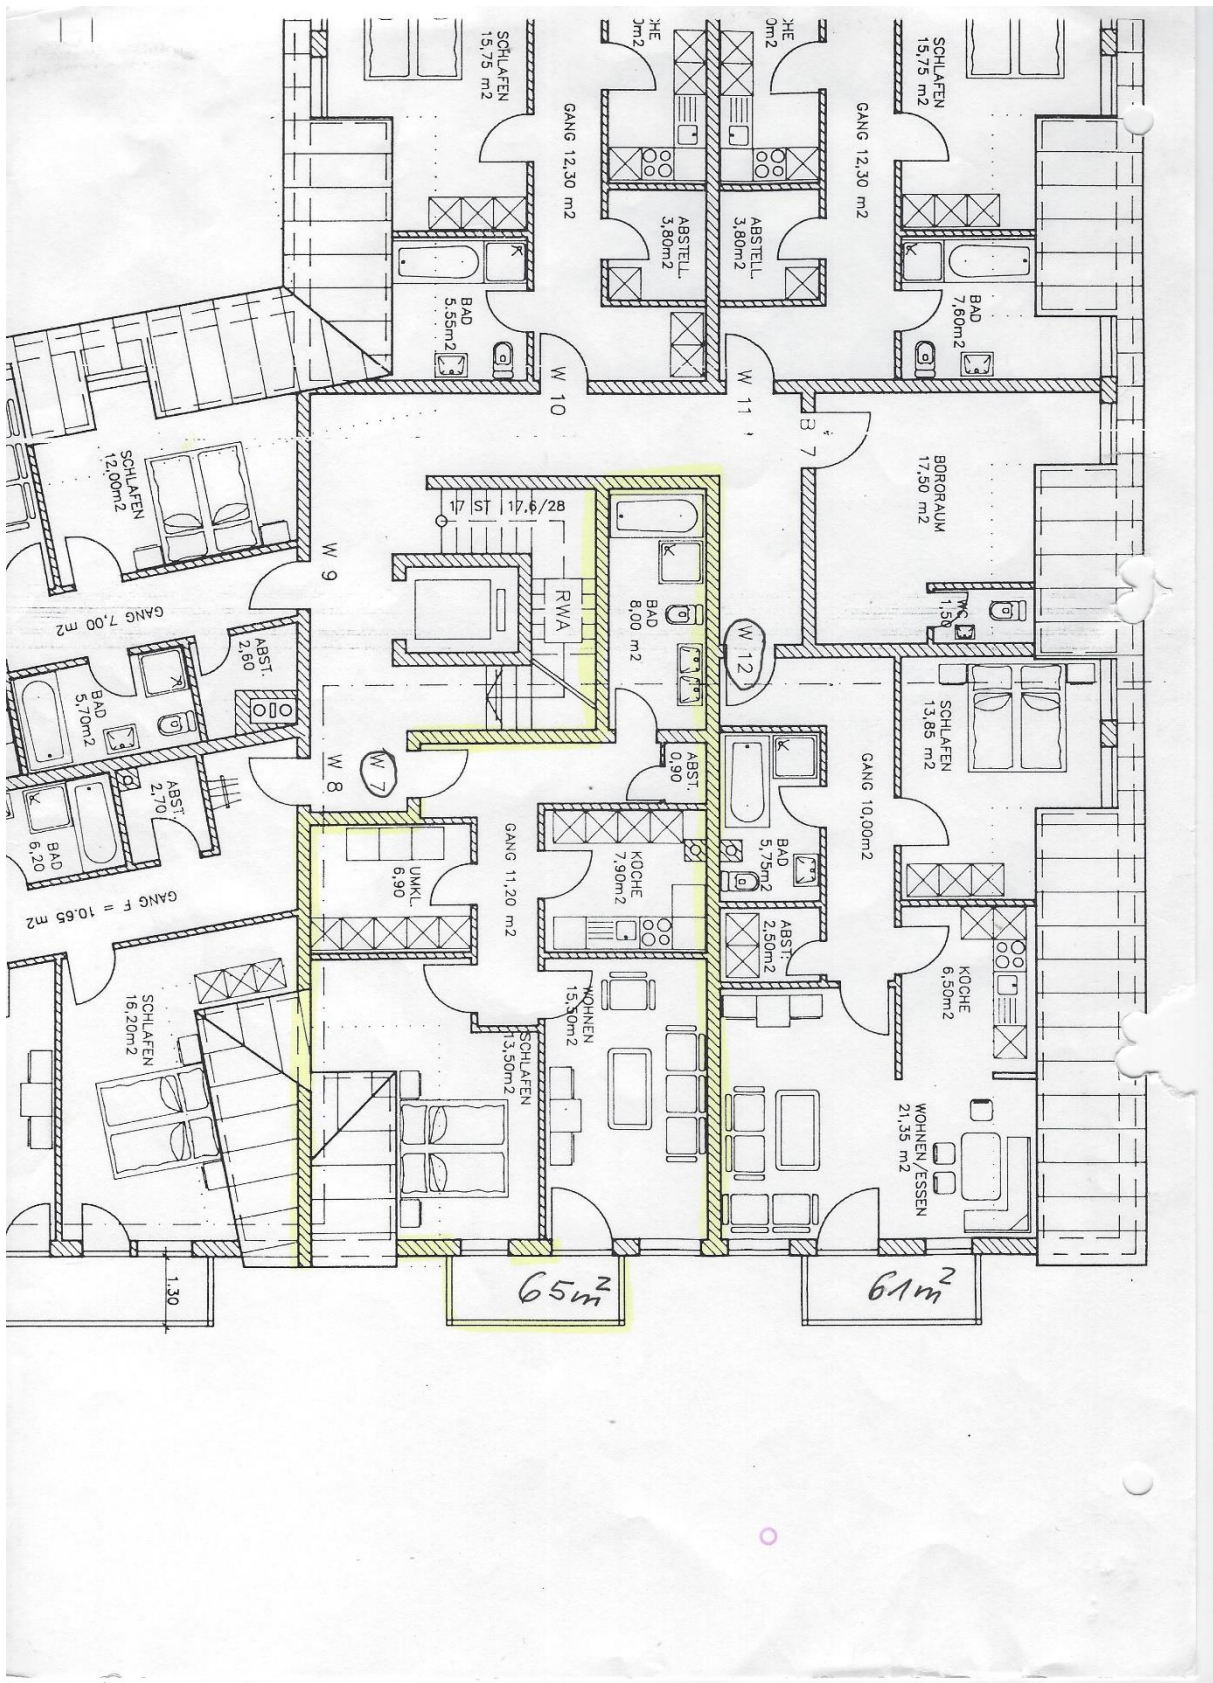 SCHLAFEN
15,75 m2
GANG 12,30 m2
HE
0m2
HE
0m2
GANG 12,30 m2
SCHLAFEN
15,75 m2
ABSTELL.
3,80m2
ABSTELL.
3,80m2
BAD
5.55m2
BAD
7,60m2
W 10
W 11
B 7
SCHLAFEN
12,00m2
BÜRORAUM
17,50 m2
17 ST 17,6/28
W 9
RWA
BAD
8,00 m2
WC
1,50
GANG 7,00 m2
ABST.
2,60
W 12
BAD
5,70m2
SCHLAFEN
13,85 m2
W 8
W 7
ABST.
0,90
ABST.
2,70
GANG 10,00m2
BAD
6,20
UMKL.
6,90
GANG 11,20 m2
KÜCHE
7,90m2
BAD
5,75m2
GANG F = 10.65 m2
ABST.
2,50m2
KÜCHE
6,50m2
SCHLAFEN
16,20m2
WOHNEN
15,50m2
SCHLAFEN
13,50m2
WOHNEN/ESSEN
21,35 m2
1.30
65m²
61m²